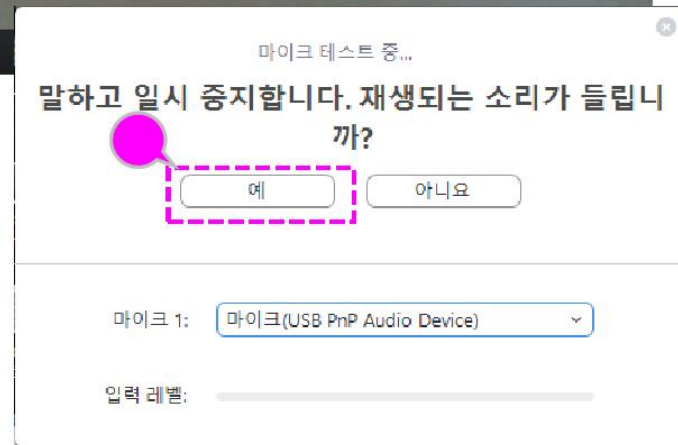 마이크 테스트 중...
말하고 일시 중지합니다. 재생되는 소리가 들립니
까?
예 아니요
마이크 1: 마이크(USB PnP Audio Device)
입력 레벨: